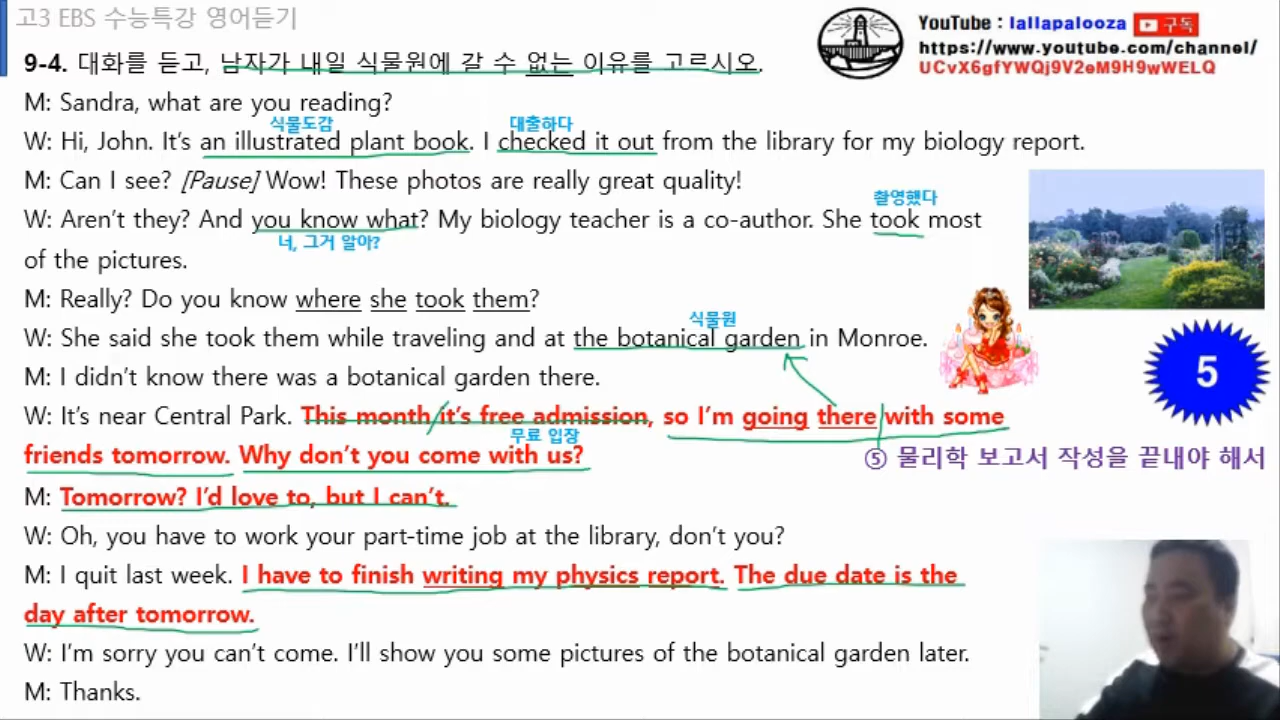 고3 EBS 수능특강 영어듣기
YouTube : lallapalooza 구독
https://www.youtube.com/channel/
UCvX6gfYWQj9V2eM9H9wWELQ
9-4. 대화를 듣고, 남자가 내일 식물원에 갈 수 없는 이유를 고르시오.
M: Sandra, what are you reading?
식물도감 대출하다
W: Hi, John. It's an illustrated plant book. I checked it out from the library for my biology report.
M: Can I see? [Pause] Wow! These photos are really great quality!
촬영했다
W: Aren't they? And you know what? My biology teacher is a co-author. She took most
너, 그거 알아?
of the pictures.
M: Really? Do you know where she took them?
식물원
W: She said she took them while traveling and at the botanical garden in Monroe.
M: I didn't know there was a botanical garden there.
5
W: It's near Central Park. This month it's free admission, so I'm going there with some
무료 입장
friends tomorrow. Why don't you come with us?
⑤ 물리학 보고서 작성을 끝내야 해서
M: Tomorrow? I'd love to, but I can't.
W: Oh, you have to work your part-time job at the library, don't you?
M: I quit last week. I have to finish writing my physics report. The due date is the
day after tomorrow.
W: I'm sorry you can't come. I'll show you some pictures of the botanical garden later.
M: Thanks.